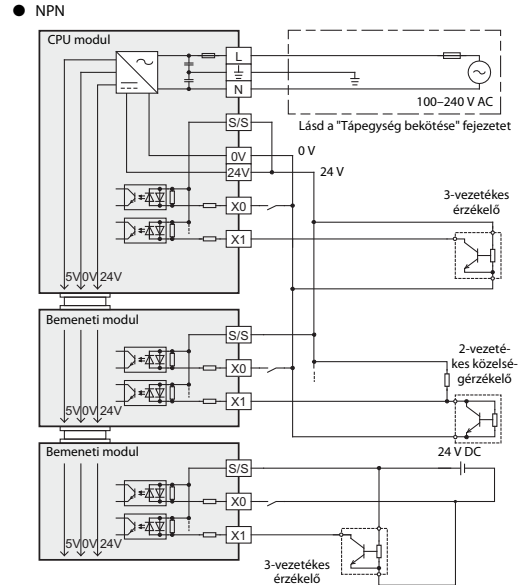 ● NPN
CPU modul
L
N
100–240 V AC
Lásd a "Tápegység bekötése" fejezetet
S/S
0V
0 V
24V
24 V
X0
X1
3-vezetékes
érzékelő
5V 0V 24V
Bemeneti modul
S/S
X0
X1
2-vezeté-
kes közelsé-
gérzékelő
5V 0V 24V
Bemeneti modul
24 V DC
S/S
X0
X1
5V 0V 24V
3-vezetékes
érzékelő